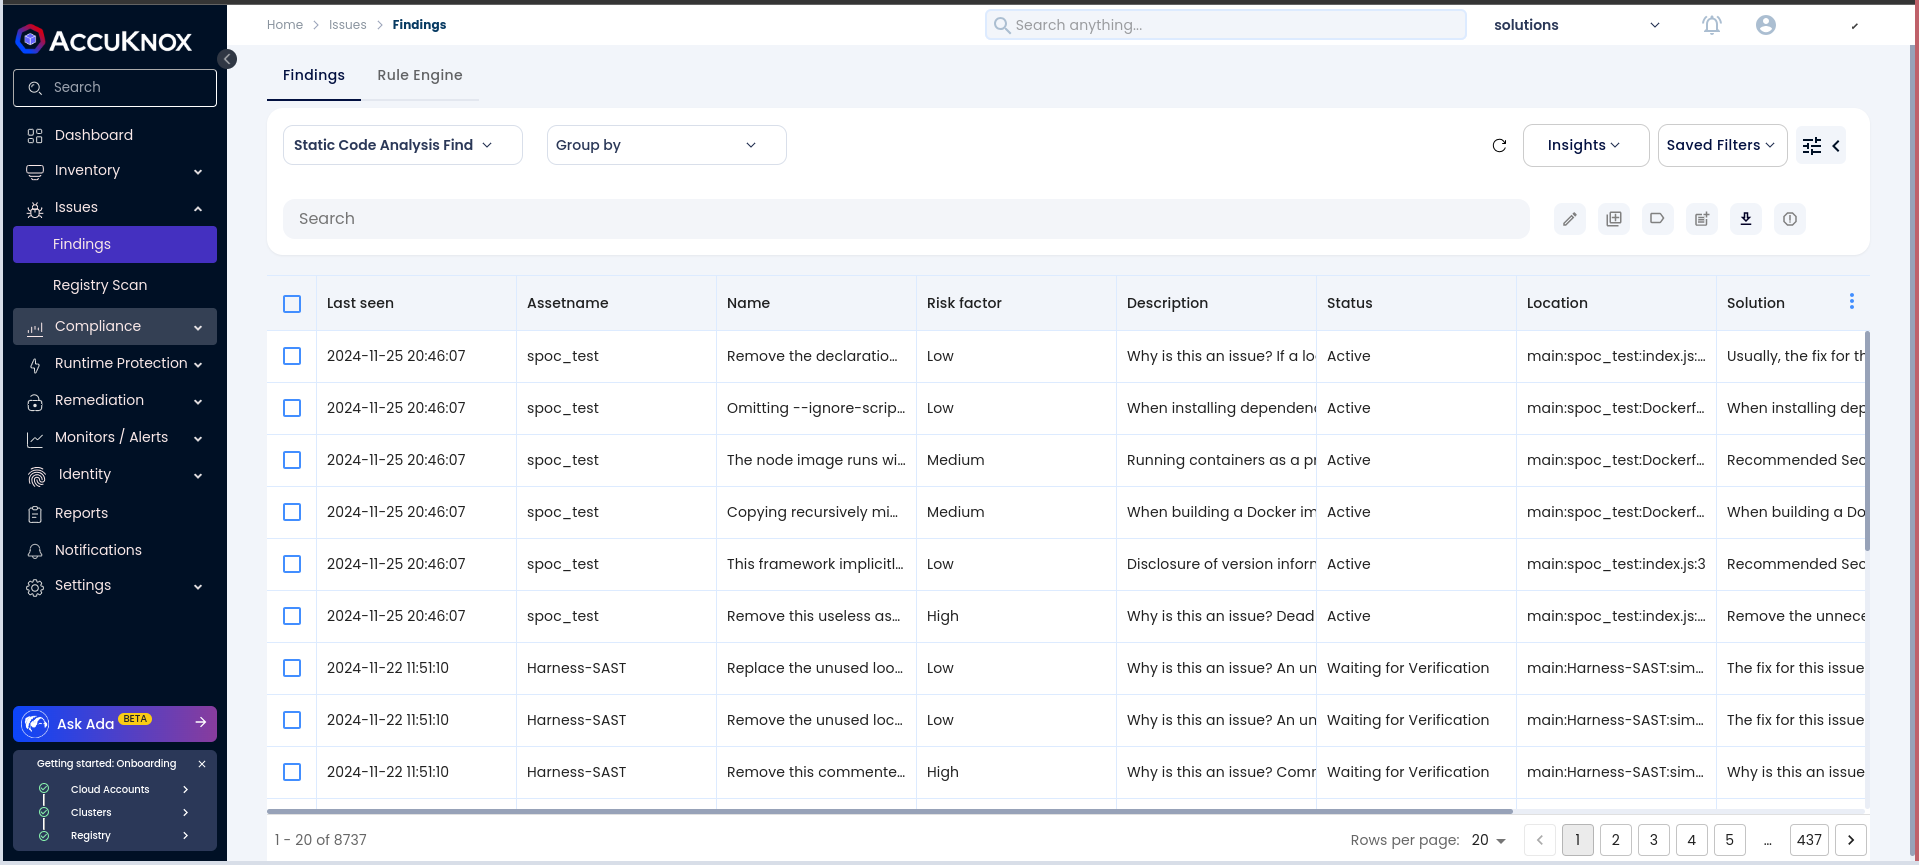 Home > Issues > Findings
Search anything...
solutions
ACCUKNOX
Search
Dashboard
Inventory
Issues
Findings
Registry Scan
Compliance
Runtime Protection
Remediation
Monitors / Alerts
Identity
Reports
Notifications
Settings
Ask Ada BETA
Getting started: Onboarding
Cloud Accounts
Clusters
Registry
Findings Rule Engine
Static Code Analysis Find Group by Insights Saved Filters
Search
Last seen Assetname Name Risk factor Description Status Location Solution
2024-11-25 20:46:07 spoc_test Remove the declaratio... Low Why is this an issue? If a lo Active main:spoc_test:index.js:... Usually, the fix for th
2024-11-25 20:46:07 spoc_test Omitting --ignore-scrip... Low When installing dependenc Active main:spoc_test:Dockerf... When installing dep
2024-11-25 20:46:07 spoc_test The node image runs wi... Medium Running containers as a pr Active main:spoc_test:Dockerf... Recommended Sec
2024-11-25 20:46:07 spoc_test Copying recursively mi... Medium When building a Docker im Active main:spoc_test:Dockerf... When building a Do
2024-11-25 20:46:07 spoc_test This framework implicitl... Low Disclosure of version inforn Active main:spoc_test:index.js:3 Recommended Sec
2024-11-25 20:46:07 spoc_test Remove this useless as... High Why is this an issue? Dead Active main:spoc_test:index.js:... Remove the unnece
2024-11-22 11:51:10 Harness-SAST Replace the unused loo... Low Why is this an issue? An un Waiting for Verification main:Harness-SAST:sim... The fix for this issue
2024-11-22 11:51:10 Harness-SAST Remove the unused loc... Low Why is this an issue? An un Waiting for Verification main:Harness-SAST:sim... The fix for this issue
2024-11-22 11:51:10 Harness-SAST Remove this commente... High Why is this an issue? Comr Waiting for Verification main:Harness-SAST:sim... Why is this an issue
1 - 20 of 8737 Rows per page: 20 < 1 2 3 4 5 ... 437 >